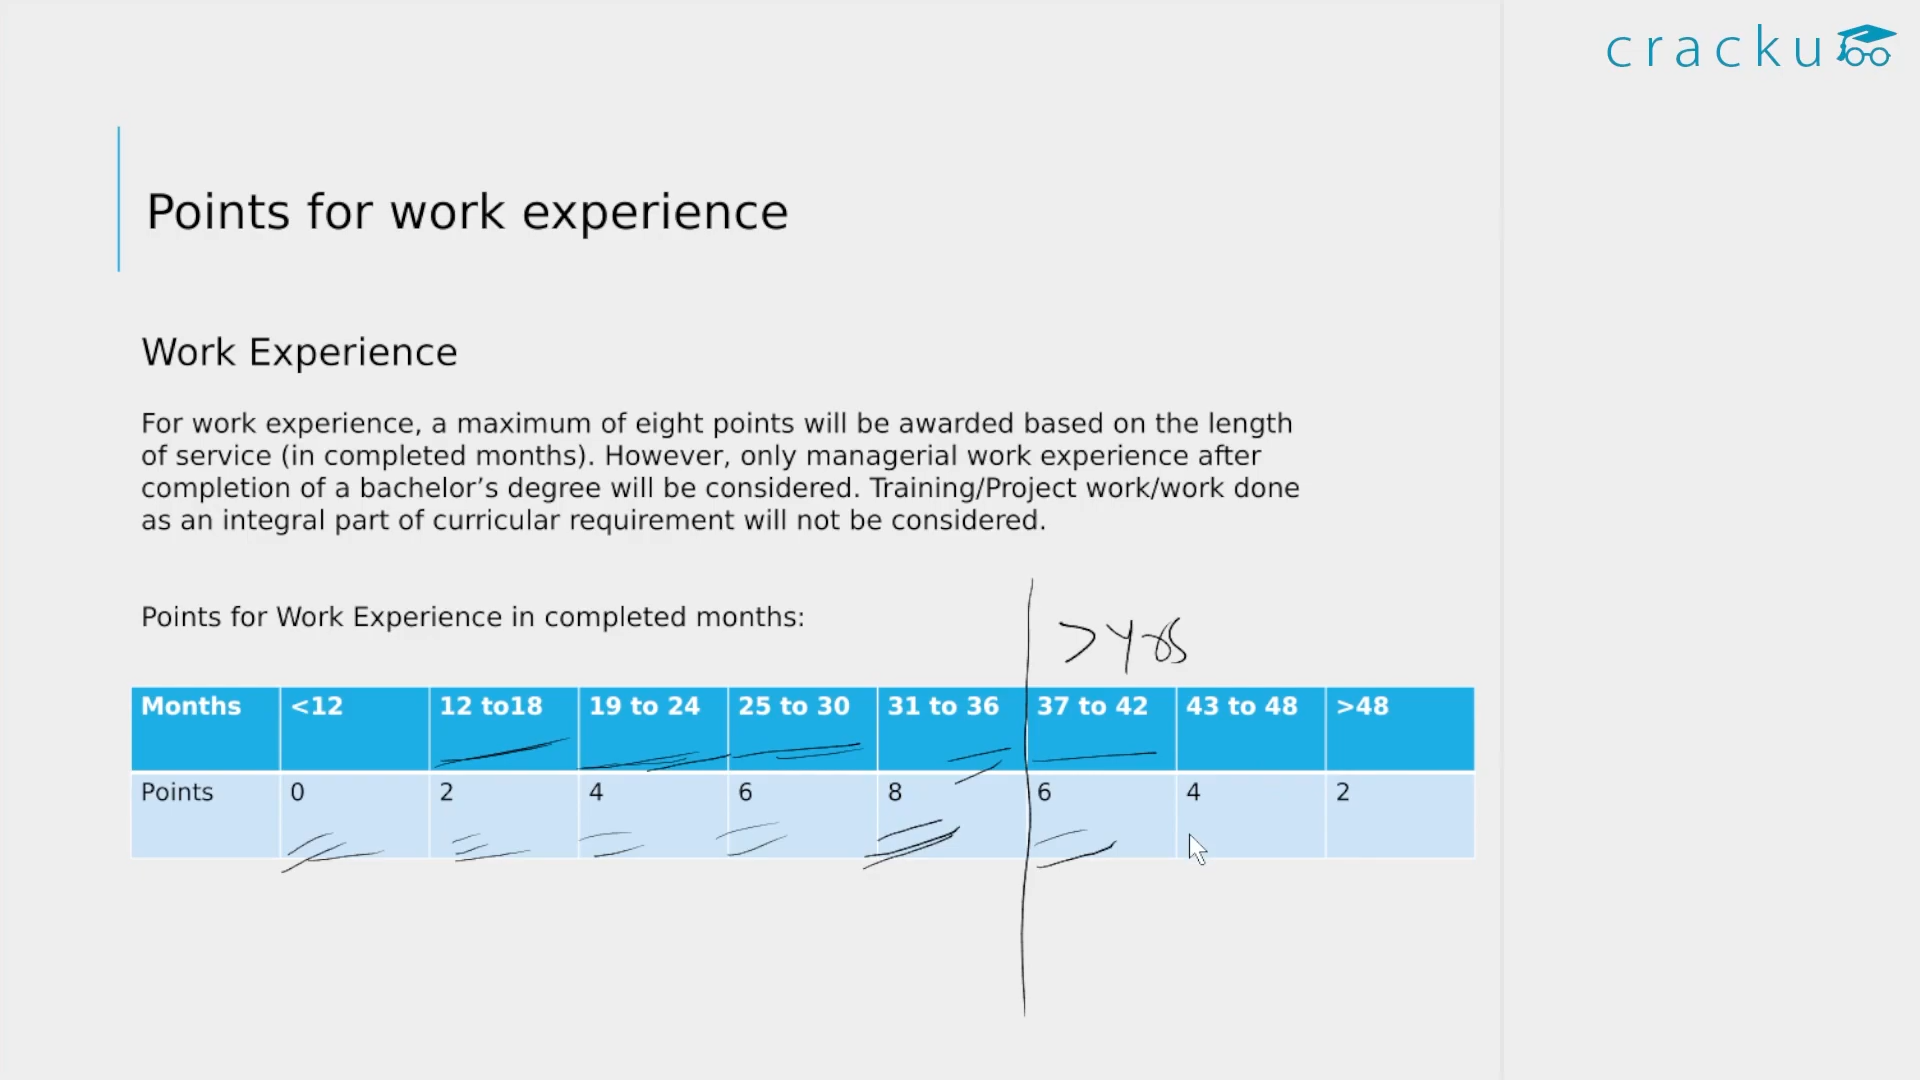 cracku
Points for work experience
Work Experience
For work experience, a maximum of eight points will be awarded based on the length
of service (in completed months). However, only managerial work experience after
completion of a bachelor’s degree will be considered. Training/Project work/work done
as an integral part of curricular requirement will not be considered.
Points for Work Experience in completed months:
>yrs
Months <12 12 to18 19 to 24 25 to 30 31 to 36 37 to 42 43 to 48 >48
Points 0 2 4 6 8 6 4 2